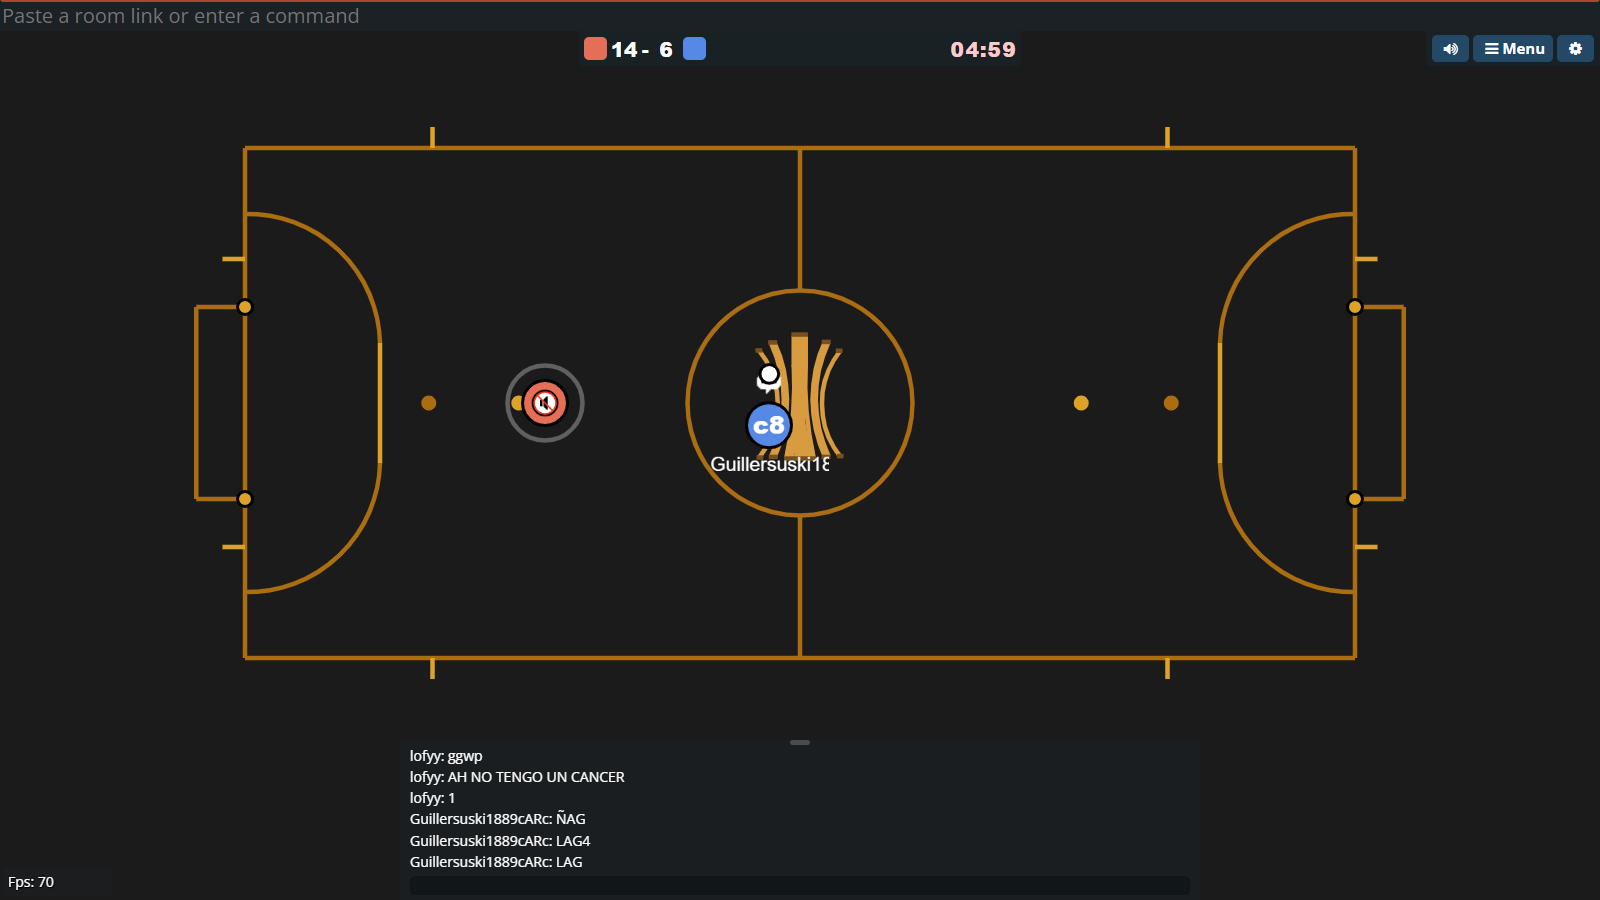 Paste a room link or enter a command
14 - 6
04:59
Menu
c8
Guillersuski18
lofyy: ggwp
lofyy: AH NO TENGO UN CANCER
lofyy: 1
Guillersuski1889cARc: ÑAG
Guillersuski1889cARc: LAG4
Guillersuski1889cARc: LAG
Fps: 70